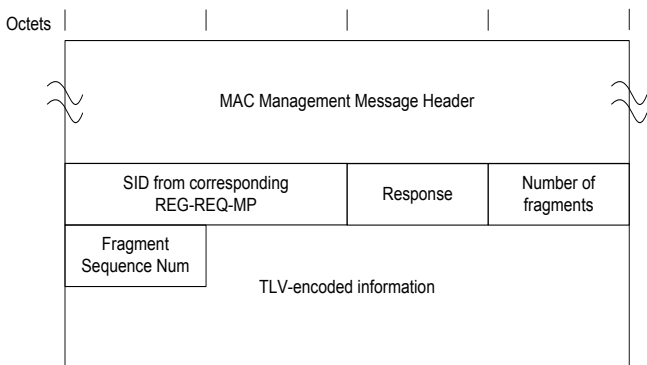 Octets
MAC Management Message Header
SID from corresponding
REG-REQ-MP
Response
Number of
fragments
Fragment
Sequence Num
TLV-encoded information